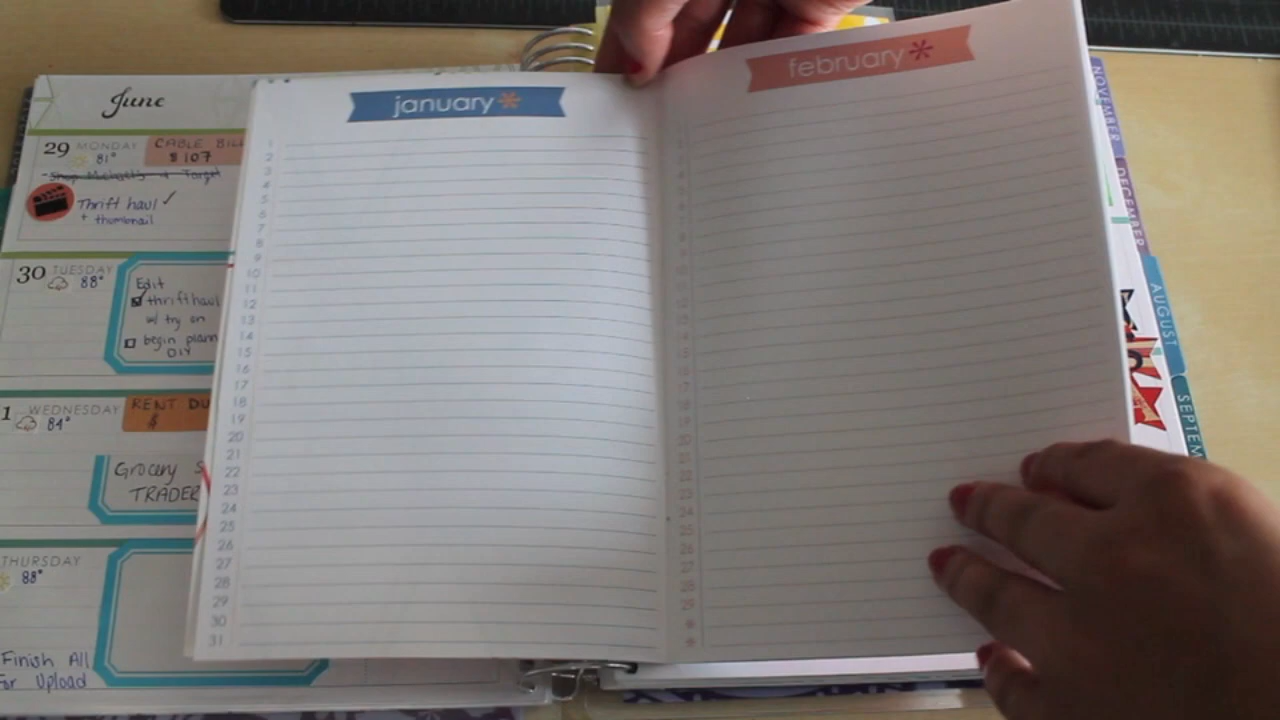 June
29 MONDAY
81°
CABLE BILL
$107
-Shop Michael's + Target
Thrift haul ✓
+ thumbnail
30 TUESDAY
88°
Edit
thrift haul
w/ try on
begin plann
DIY
1 WEDNESDAY
84°
RENT DU
$
Grocery S
TRADER
THURSDAY
88°
Finish All
For Upload
january*
1
2
3
4
5
6
7
8
9
10
11
12
13
14
15
16
17
18
19
20
21
22
23
24
25
26
27
28
29
30
31
february*
NOVEMBER
DECEMBER
AUGUST
SEPTEM